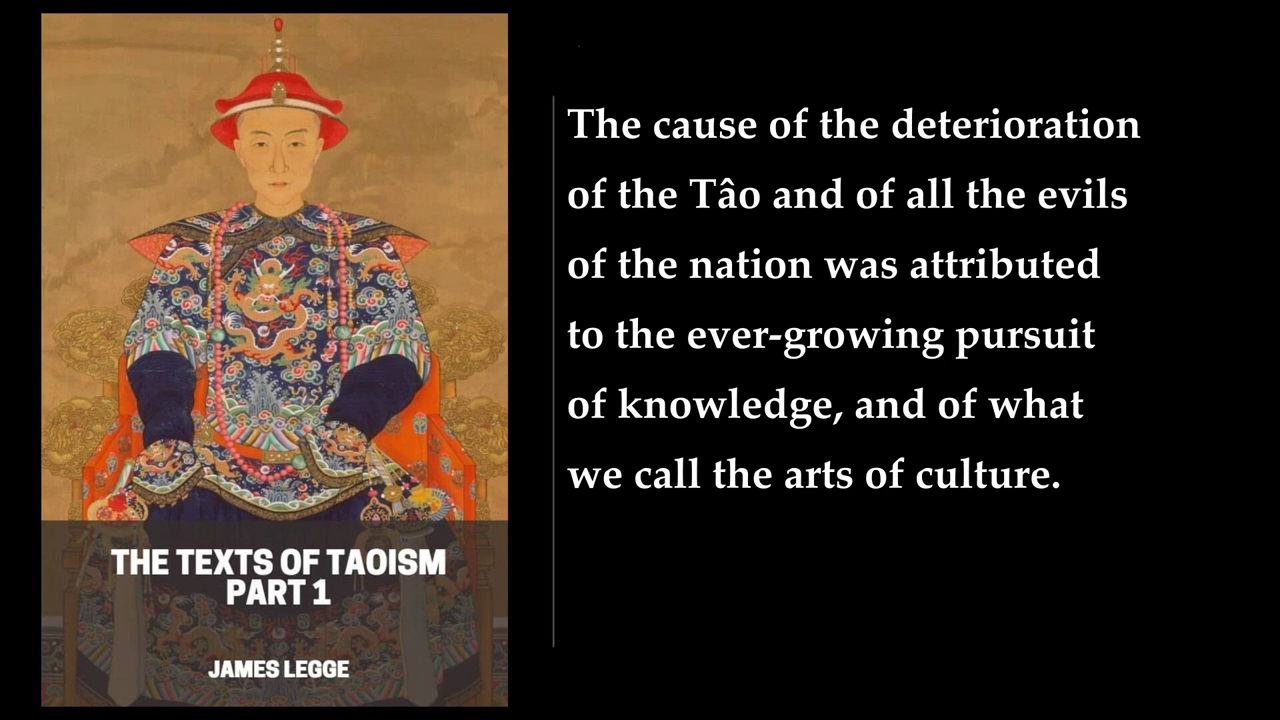 The cause of the deterioration
of the Tâo and of all the evils
of the nation was attributed
to the ever-growing pursuit
of knowledge, and of what
we call the arts of culture.
THE TEXTS OF TAOISM
PART 1
JAMES LEGGE